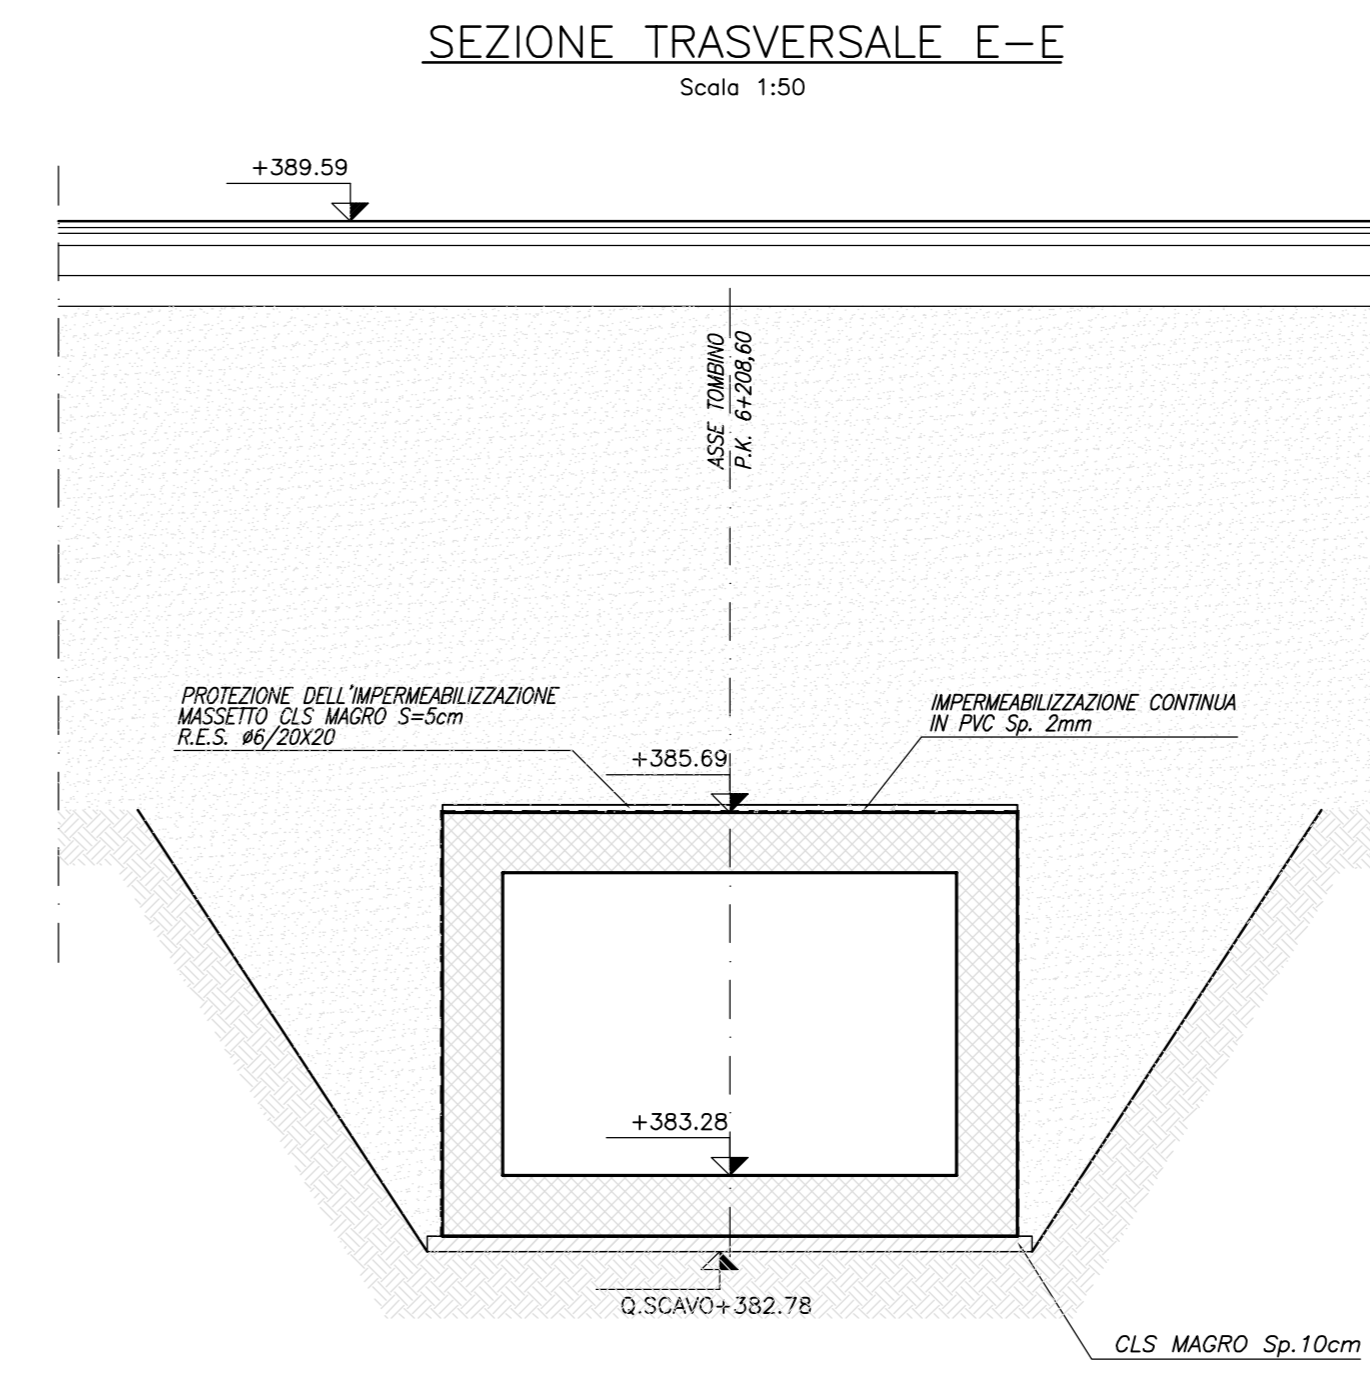 SEZIONE TRASVERSALE E-E
Scala 1:50
+389.59
ASSE TOMBINO
P.K. 6+208,60
PROTEZIONE DELL'IMPERMEABILIZZAZIONE
MASSETTO CLS MAGRO S=5cm
R.E.S. ø6/20X20
IMPERMEABILIZZAZIONE CONTINUA
IN PVC Sp. 2mm
+385.69
+383.28
Q.SCAVO+382.78
CLS MAGRO Sp.10cm